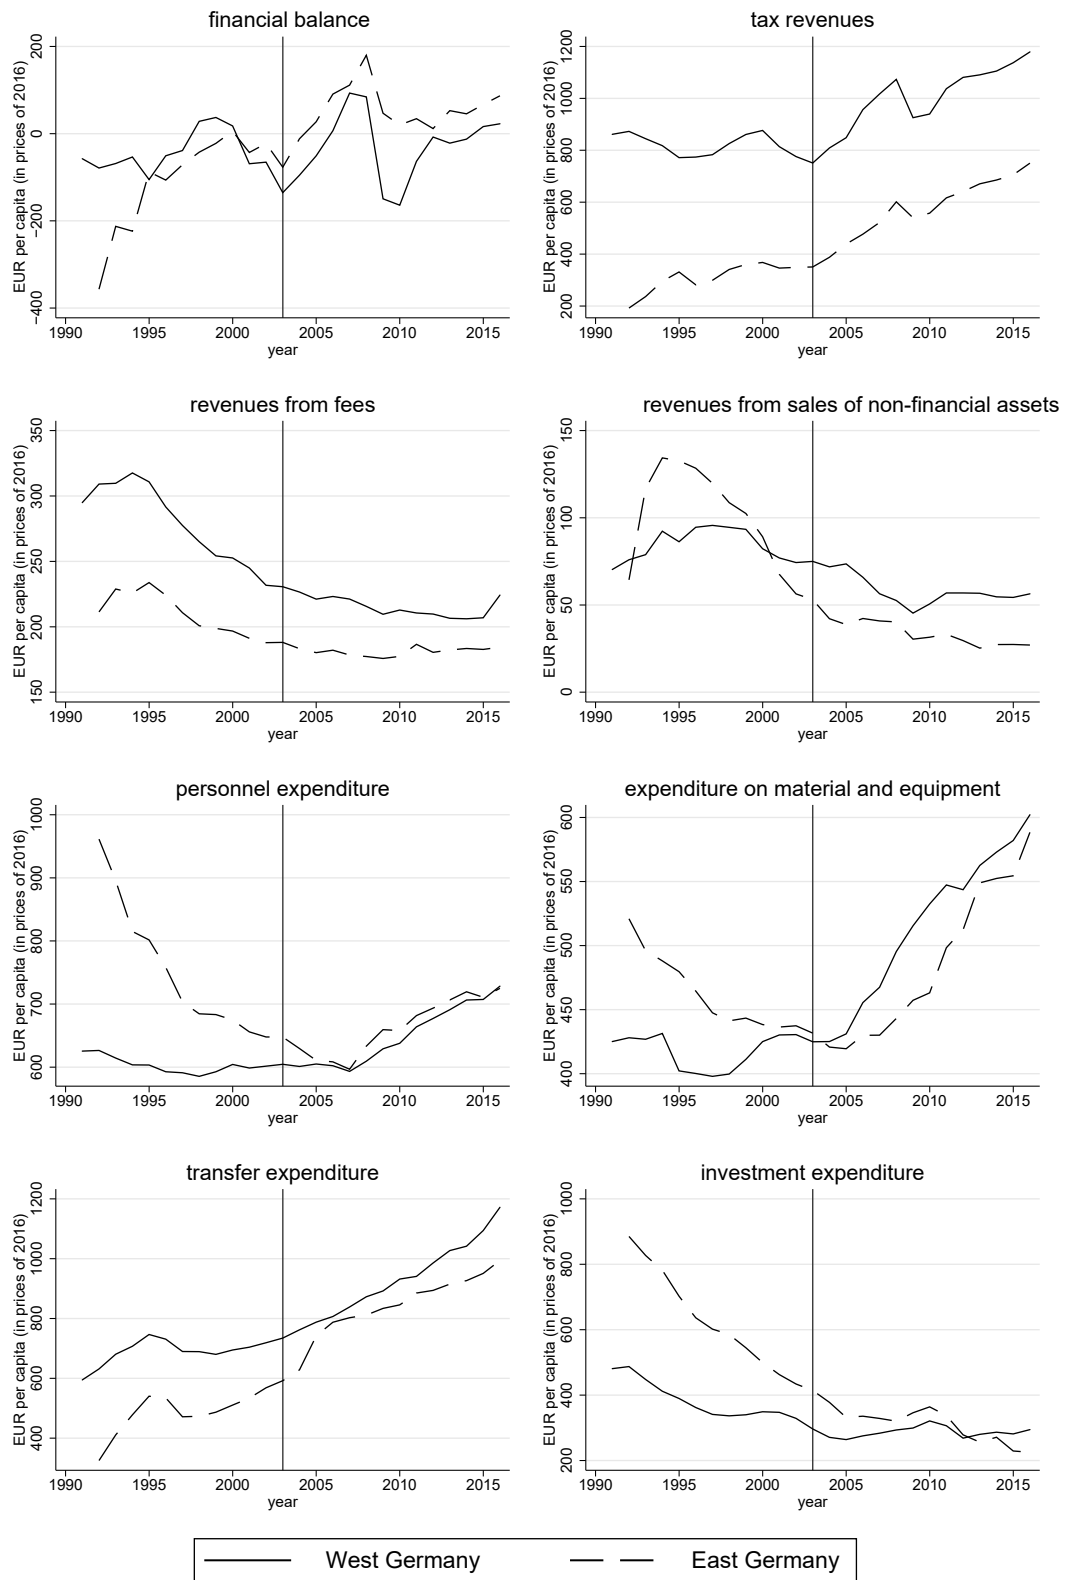 financial balance
EUR per capita (in prices of 2016)
200
0
−200
−400
1990 1995 2000 2005 2010 2015
year
tax revenues
EUR per capita (in prices of 2016)
1200
1000
800
600
400
200
1990 1995 2000 2005 2010 2015
year
revenues from fees
EUR per capita (in prices of 2016)
350
300
250
200
150
1990 1995 2000 2005 2010 2015
year
revenues from sales of non-financial assets
EUR per capita (in prices of 2016)
150
100
50
0
1990 1995 2000 2005 2010 2015
year
personnel expenditure
EUR per capita (in prices of 2016)
1000
900
800
700
600
1990 1995 2000 2005 2010 2015
year
expenditure on material and equipment
EUR per capita (in prices of 2016)
600
550
500
450
400
1990 1995 2000 2005 2010 2015
year
transfer expenditure
EUR per capita (in prices of 2016)
1200
1000
800
600
400
1990 1995 2000 2005 2010 2015
year
investment expenditure
EUR per capita (in prices of 2016)
1000
800
600
400
200
1990 1995 2000 2005 2010 2015
year
West Germany East Germany